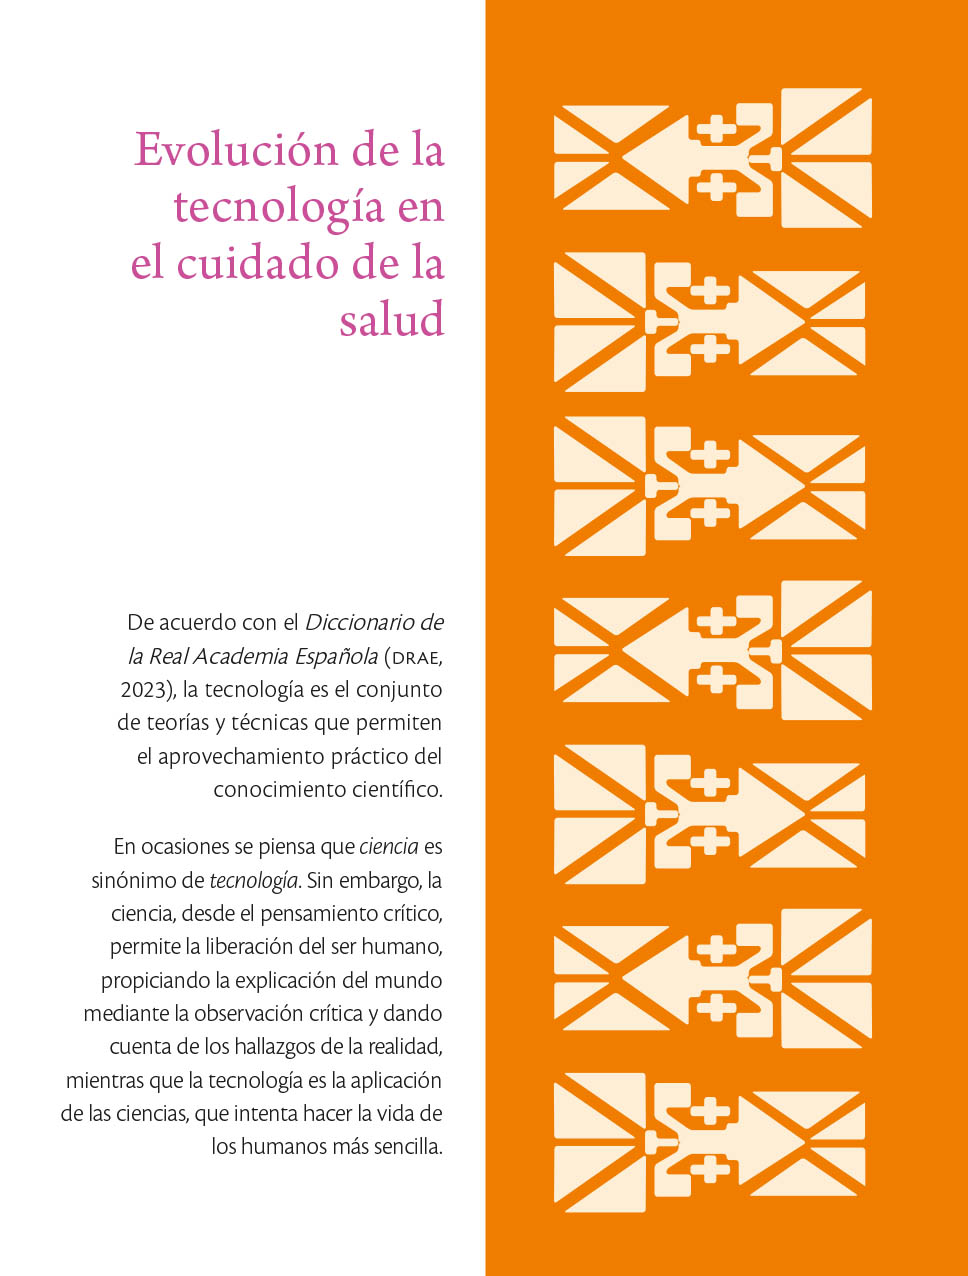 Evolución de la
tecnología en
el cuidado de la
salud
De acuerdo con el Diccionario de
la Real Academia Española (DRAE,
2023), la tecnología es el conjunto
de teorías y técnicas que permiten
el aprovechamiento práctico del
conocimiento científico.
En ocasiones se piensa que ciencia es
sinónimo de tecnología. Sin embargo, la
ciencia, desde el pensamiento crítico,
permite la liberación del ser humano,
propiciando la explicación del mundo
mediante la observación crítica y dando
cuenta de los hallazgos de la realidad,
mientras que la tecnología es la aplicación
de las ciencias, que intenta hacer la vida de
los humanos más sencilla.